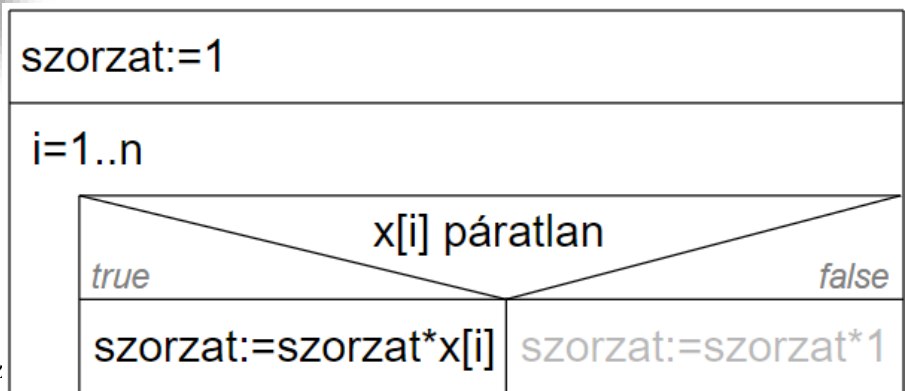 szorzat:=1
i=1..n
x[i] páratlan
true false
szorzat:=szorzat*x[i] szorzat:=szorzat*1